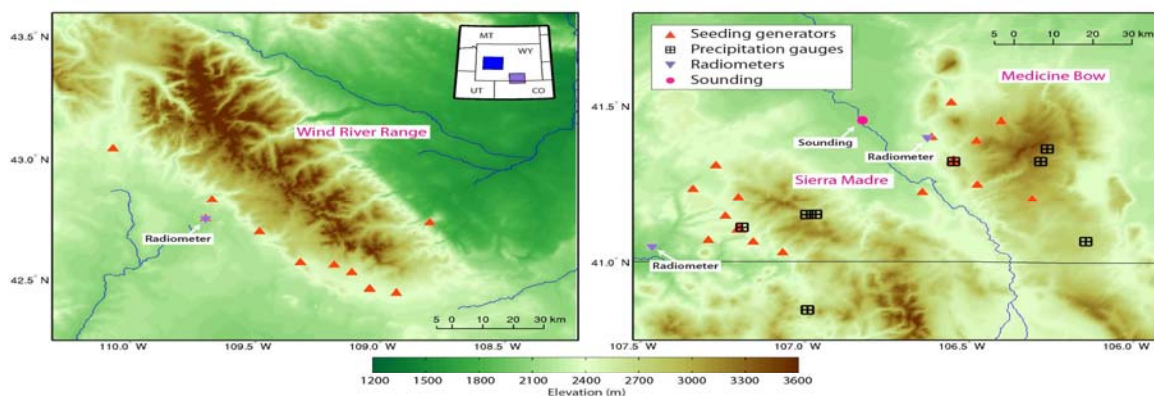 43.5° N
43.0° N
42.5° N
110.0 W
109.5 W
109.0 W
108.5 W
MT
WY
UT
CO
Wind River Range
Radiometer
5 0 10 20 30 km
Seeding generators
Precipitation gauges
Radiometers
Sounding
5 0 10 20 30 km
Medicine Bow
41.5° N
Sounding
Radiometer
Sierra Madre
41.0° N
Radiometer
107.5 W
107.0 W
106.5 W
106.0 W
1200 1500 1800 2100 2400 2700 3000 3300 3600
Elevation (m)